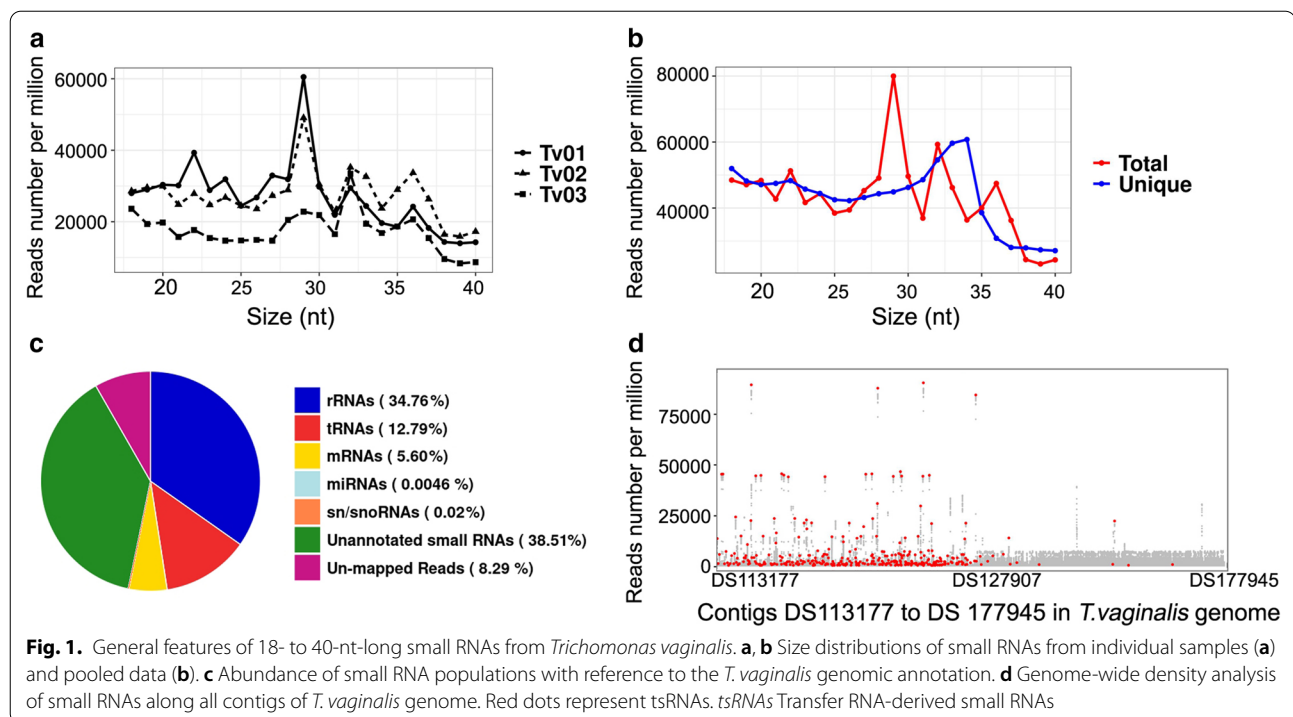 a
Reads number per million
60000
40000
20000
20
25
30
35
40
Size (nt)
Tv01
Tv02
Tv03
b
Reads number per million
80000
60000
40000
20
25
30
35
40
Size (nt)
Total
Unique
c
rRNAs ( 34.76%)
tRNAs ( 12.79%)
mRNAs ( 5.60%)
miRNAs ( 0.0046 %)
sn/snoRNAs ( 0.02%)
Unannotated small RNAs ( 38.51%)
Un-mapped Reads ( 8.29 %)
d
Reads number per million
75000
50000
25000
0
DS113177
DS127907
DS177945
Contigs DS113177 to DS 177945 in T.vaginalis genome
Fig. 1. General features of 18- to 40-nt-long small RNAs from Trichomonas vaginalis. a, b Size distributions of small RNAs from individual samples (a)
and pooled data (b). c Abundance of small RNA populations with reference to the T. vaginalis genomic annotation. d Genome-wide density analysis
of small RNAs along all contigs of T. vaginalis genome. Red dots represent tsRNAs. tsRNAs Transfer RNA-derived small RNAs